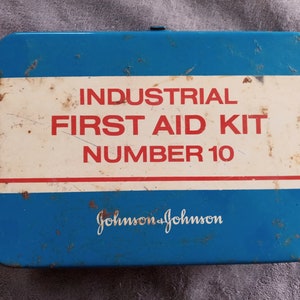 INDUSTRIAL
FIRST AID KIT
NUMBER 10
Johnson & Johnson